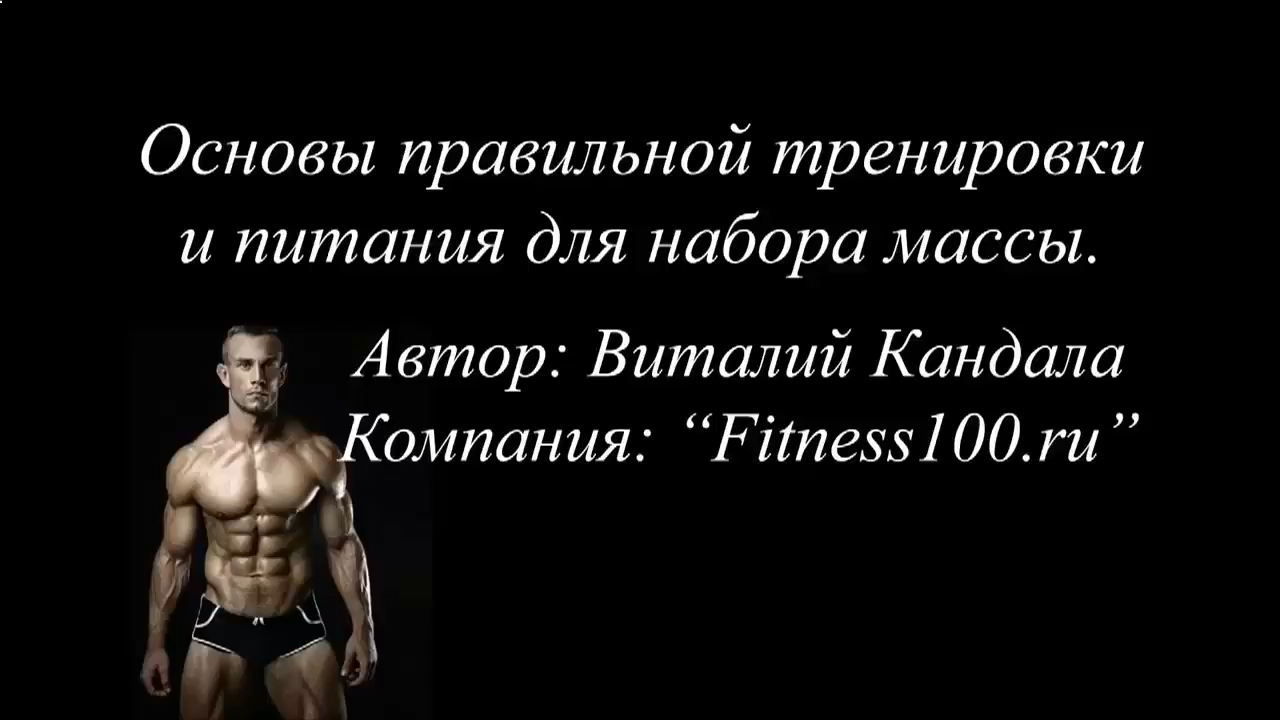 Основы правильной тренировки
и питания для набора массы.
Автор: Виталий Кандала
Компания: “Fitness100.ru”